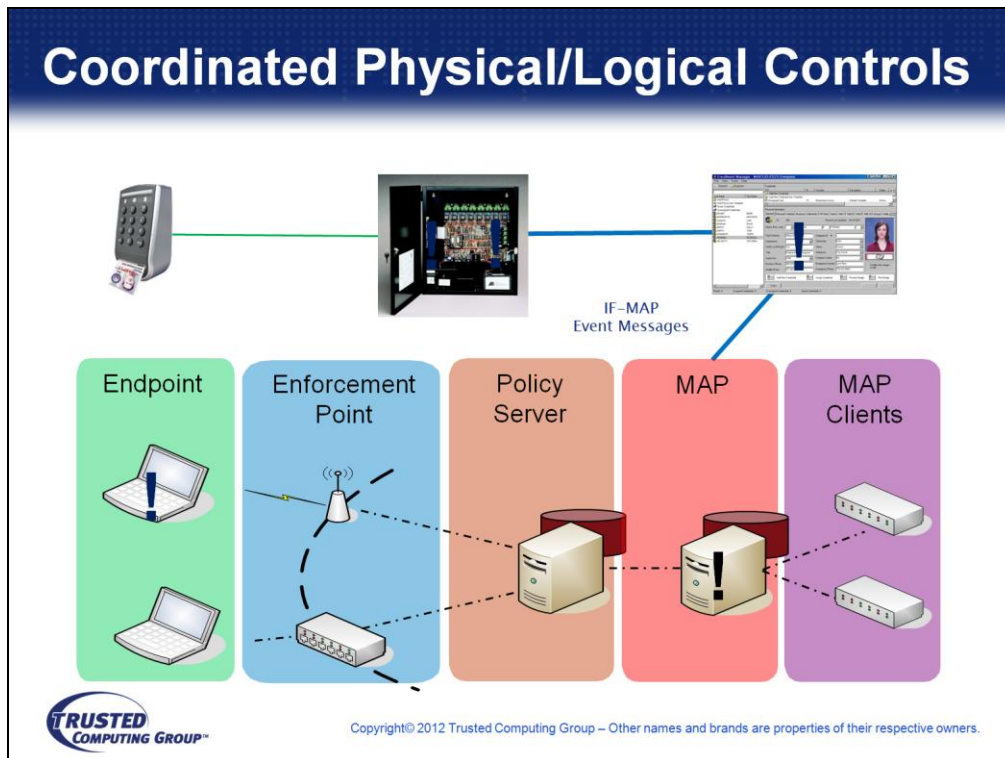 Coordinated Physical/Logical Controls
IF-MAP
Event Messages
Endpoint
Enforcement
Point
Policy
Server
MAP
MAP
Clients
TRUSTED
COMPUTING GROUP™
Copyright© 2012 Trusted Computing Group – Other names and brands are properties of their respective owners.